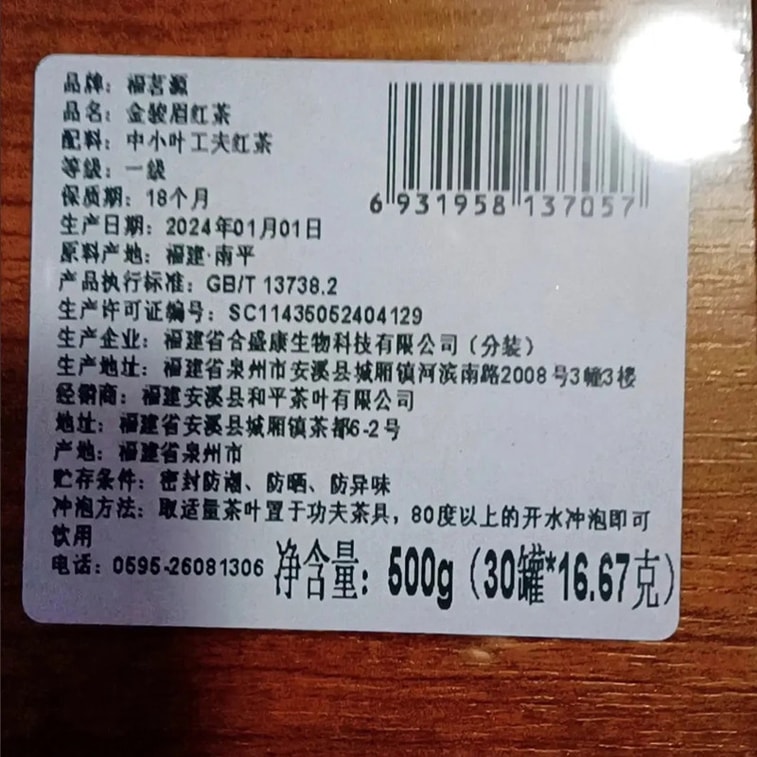 品牌：福茗源
品名：金骏眉红茶
配料：中小叶工夫红茶
等级：一级
保质期：18个月
生产日期：2024年01月01日
原料产地：福建·南平
产品执行标准：GB/T 13738.2
生产许可证编号：SC11435052404129
生产企业：福建省合盛康生物科技有限公司（分装）
生产地址：福建省泉州市安溪县城厢镇河滨南路2008号3幢3楼
经销商：福建安溪县和平茶叶有限公司
地址：福建省安溪县城厢镇茶都6-2号
产地：福建省泉州市
贮存条件：密封防潮、防晒、防异味
冲泡方法：取适量茶叶置于功夫茶具，80度以上的开水冲泡即可
饮用
电话：0595-26081306
净含量：500g（30罐*16.67克）
6 931958 137057